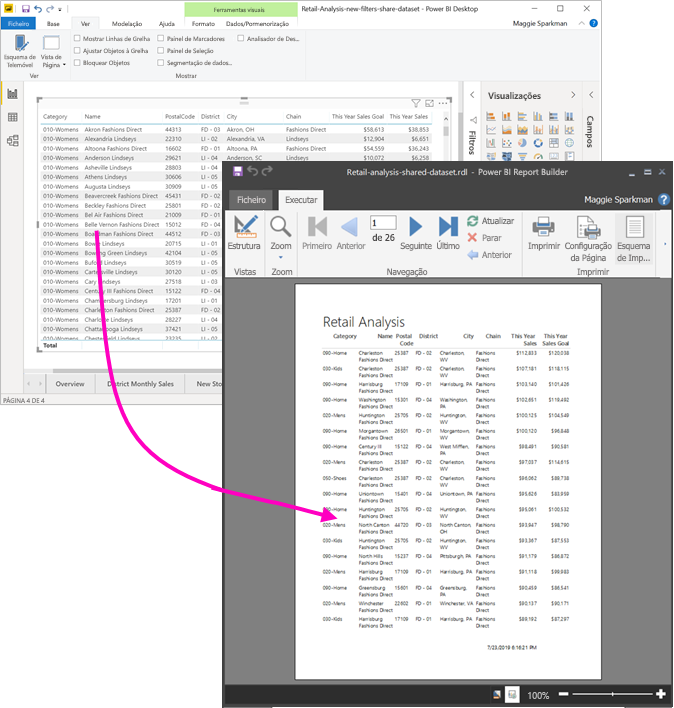 Ferramentas visuais
Retail-Analysis-new-filters-share-dataset - Power BI Desktop
Maggie Sparkman
Ficheiro Base Ver Modelação Ajuda Formato Dados/Pormenorização
Esquema de Telemóvel
Vista de Página
Ver
Mostrar Linhas de Grelha
Ajustar Objetos à Grelha
Bloquear Objetos
Painel de Marcadores
Painel de Seleção
Segmentação de dados...
Analisador de Des...
Mostrar
Visualizações
Filtros
Campos
Category Name PostalCode District City Chain This Year Sales Goal This Year Sales
010-Womens Akron Fashions Direct 44313 FD - 03 Akron, OH Fashions Direct $58,613 $38,853
010-Womens Alexandria Lindseys 22310 LI - 02 Alexandria, VA Lindseys $12,904 $6,651
010-Womens Altoona Fashions Direct 16602 FD - 01 Altoona, PA Fashions Direct $54,559 $36,243
010-Womens Anderson Lindseys 29621 LI - 04 Anderson, SC Lindseys $10,072 $6,258
010-Womens Asheville Lindseys 28803 LI - 04
010-Womens Athens Lindseys 30606 LI - 05
010-Womens Augusta Lindseys 30909 LI - 05
010-Womens Beavercreek Fashions Direct 45431 FD - 02
010-Womens Beckley Fashions Direct 25801 FD - 02
010-Womens Bel Air Fashions Direct 21009 FD - 01
010-Womens Belle Vernon Fashions Direct 15012 FD - 04
010-Womens Fashions Direct 44512 FD - 03
010-Womens Lindseys 20715 LI - 01
010-Womens Green Lindseys 42104 LI - 05
010-Womens Lindseys 30519 LI - 05
010-Womens Lindseys 30120 LI - 05
010-Womens Cary Lindseys 27518 LI - 03
010-Womens Century III Fashions Direct 15122 FD - 04
010-Womens Chambersburg Lindseys 17201 LI - 01
010-Womens Charleston Fashions Direct 25387 FD - 02
010-Womens Charlotte Lindseys 28227 LI - 04
010-Womens Chattanooga Lindseys 37421 LI - 05
010-Womens Lindseys 23235 LI - 02
Total
Overview District Monthly Sales New Sto
PÁGINA 4 DE 4
Retail-analysis-shared-dataset.rdl - Power BI Report Builder
Ficheiro Executar
Maggie Sparkman
Estrutura
Vistas
Zoom
Zoom
Primeiro Anterior
1
de 26
Seguinte Último
Atualizar
Parar
Anterior
Navegação
Imprimir
Configuração da Página
Esquema de Imp...
Imprimir
Retail Analysis
Category Name Postal Code District City Chain This Year Sales This Year Sales Goal
090-Home Charleston Fashions Direct 25387 FD - 02 Charleston, WV Fashions Direct $112,833 $120,038
030-Kids Charleston Fashions Direct 25387 FD - 02 Charleston, WV Fashions Direct $107,181 $118,115
090-Home Harrisburg Fashions Direct 17109 FD - 01 Harrisburg, PA Fashions Direct $103,140 $101,426
090-Home Washington Fashions Direct 15301 FD - 04 Washington, PA Fashions Direct $102,651 $119,492
020-Mens Huntington Fashions Direct 25705 FD - 02 Huntington, WV Fashions Direct $100,125 $104,549
090-Home Morgantown Fashions Direct 26501 FD - 01 Morgantown, WV Fashions Direct $100,120 $96,848
090-Home Century III Fashions Direct 15122 FD - 04 West Mifflen, PA Fashions Direct $98,491 $90,581
020-Mens Charleston Fashions Direct 25387 FD - 02 Charleston, WV Fashions Direct $97,037 $114,615
050-Shoes Charleston Fashions Direct 25387 FD - 02 Charleston, WV Fashions Direct $96,062 $89,738
090-Home Uniontown Fashions Direct 15401 FD - 04 Uniontown, PA Fashions Direct $95,826 $83,959
090-Home Huntington Fashions Direct 25705 FD - 02 Huntington, WV Fashions Direct $95,061 $100,532
020-Mens North Canton Fashions Direct 44720 FD - 03 North Canton, OH Fashions Direct $93,947 $98,790
030-Kids Huntington Fashions Direct 25705 FD - 02 Huntington, WV Fashions Direct $93,367 $87,553
090-Home North Hills Fashions Direct 15237 FD - 04 Pittsburgh, PA Fashions Direct $91,179 $86,872
020-Mens Harrisburg Fashions Direct 17109 FD - 01 Harrisburg, PA Fashions Direct $91,118 $99,983
090-Home Greensburg Fashions Direct 15601 FD - 04 Greensburg, PA Fashions Direct $90,459 $86,541
020-Mens Winchester Fashions Direct 22602 FD - 01 Winchester, VA Fashions Direct $90,137 $90,171
030-Kids Harrisburg Fashions Direct 17109 FD - 01 Harrisburg, PA Fashions Direct $89,192 $87,297
7/23/2019 6:16:21 PM
100%